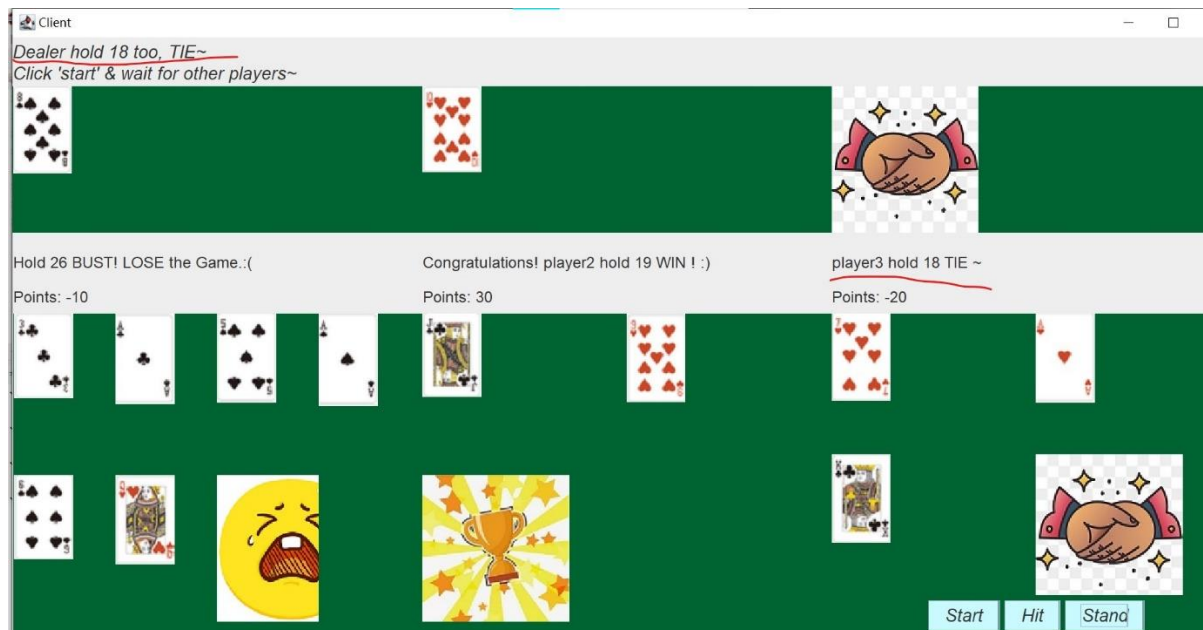 Client
Dealer hold 18 too, TIE~
Click 'start' & wait for other players~
Hold 26 BUST! LOSE the Game.:(
Congratulations! player2 hold 19 WIN ! :)
player3 hold 18 TIE ~
Points: -10
Points: 30
Points: -20
Start
Hit
Stand